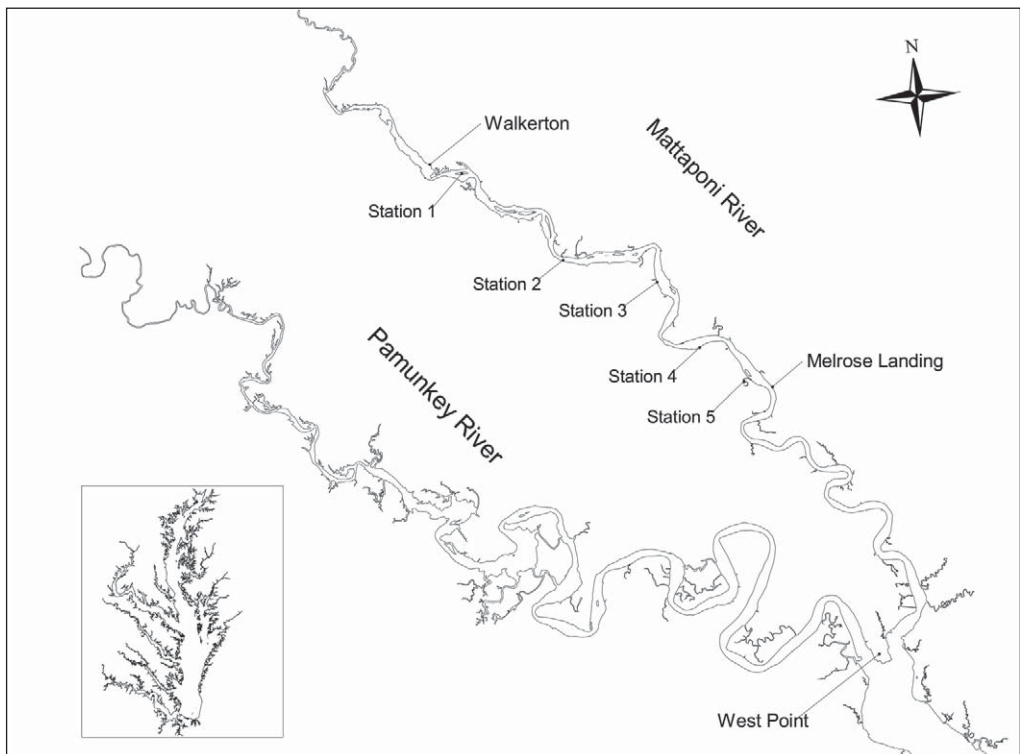 N
Walkerton
Mattaponi River
Station 1
Station 2
Station 3
Pamunkey River
Station 4
Melrose Landing
Station 5
West Point